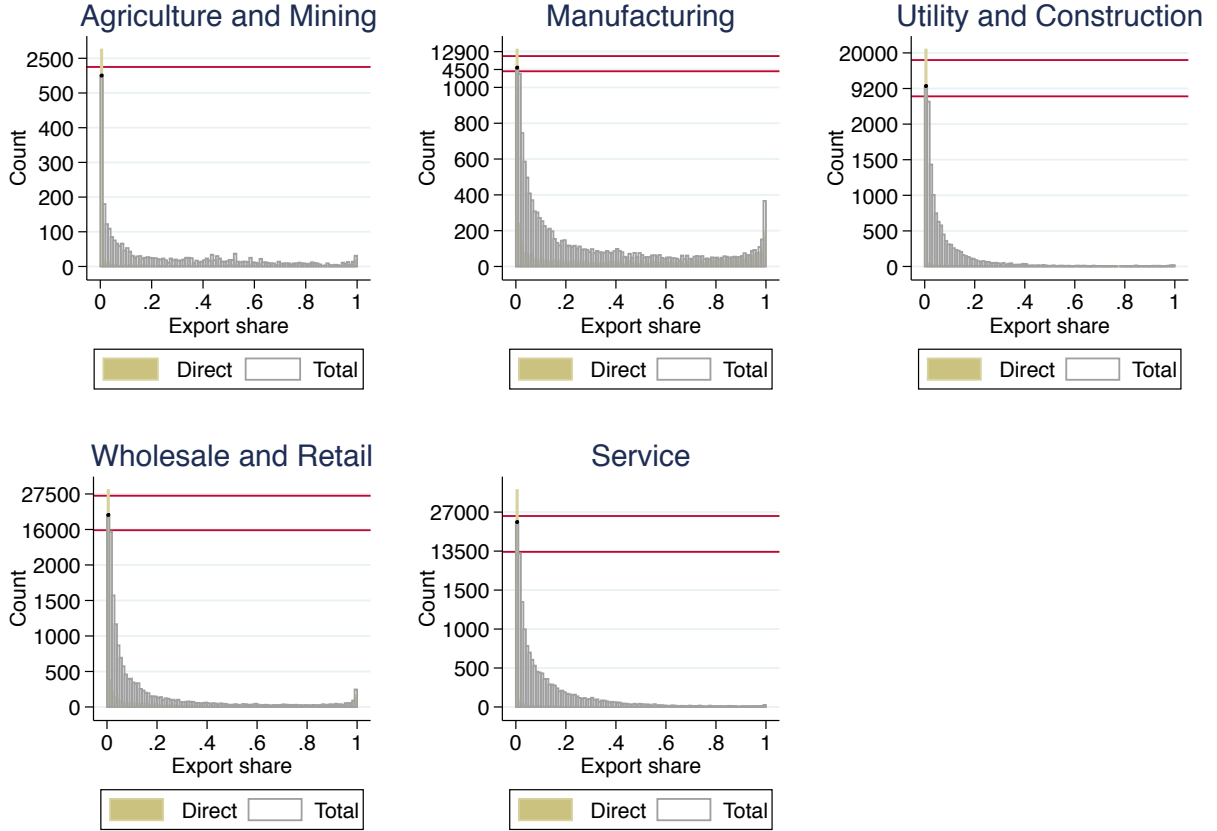 Agriculture and Mining
2500
500
400
300
200
100
0
Count
0 .2 .4 .6 .8 1
Export share
Direct Total
Manufacturing
12900
4500
1000
800
600
400
200
0
Count
0 .2 .4 .6 .8 1
Export share
Direct Total
Utility and Construction
20000
9200
2000
1500
1000
500
0
Count
0 .2 .4 .6 .8 1
Export share
Direct Total
Wholesale and Retail
27500
16000
2000
1500
1000
500
0
Count
0 .2 .4 .6 .8 1
Export share
Direct Total
Service
27000
13500
1500
1000
500
0
Count
0 .2 .4 .6 .8 1
Export share
Direct Total